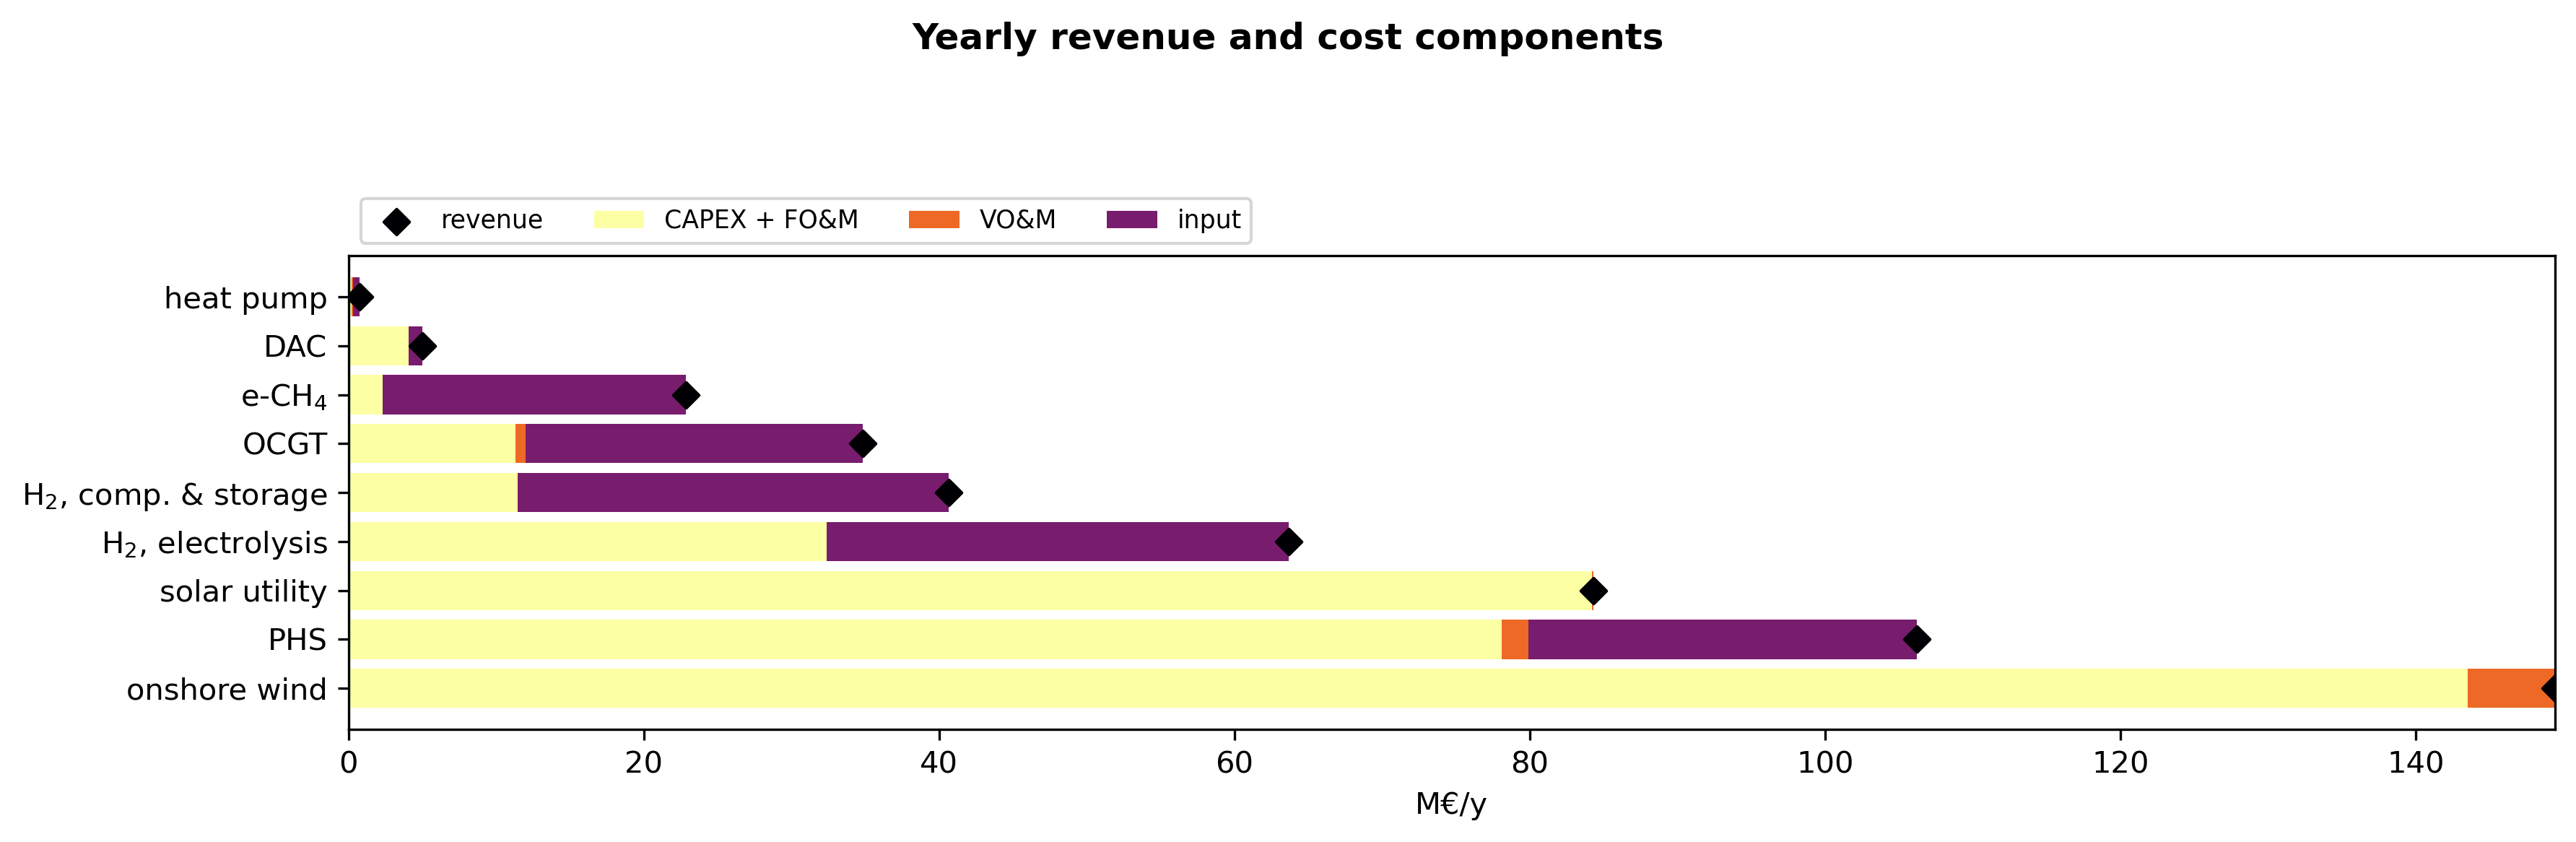 Yearly revenue and cost components
revenue CAPEX + FO&M VO&M input
heat pump
DAC
e-CH₄
OCGT
H₂, comp. & storage
H₂, electrolysis
solar utility
PHS
onshore wind
0 20 40 60 80 100 120 140
M€/y